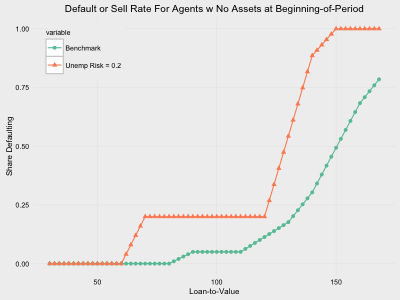 Default or Sell Rate For Agents w No Assets at Beginning-of-Period
variable
Benchmark
Unemp Risk = 0.2
1.00
0.75
0.50
0.25
0.00
Share Defaulting
50
100
150
Loan-to-Value